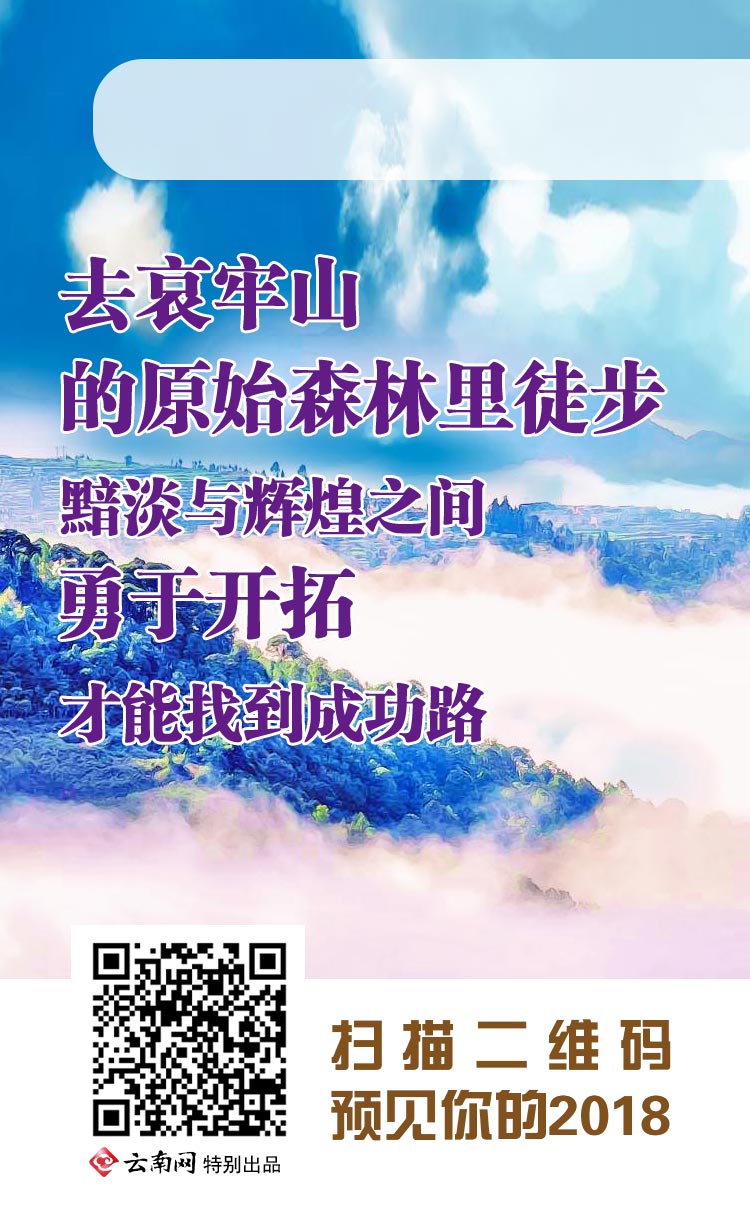 去哀牢山
的原始森林里徒步
黯淡与辉煌之间
勇于开拓
才能找到成功路
扫描二维码
预见你的2018
云南网 特别出品